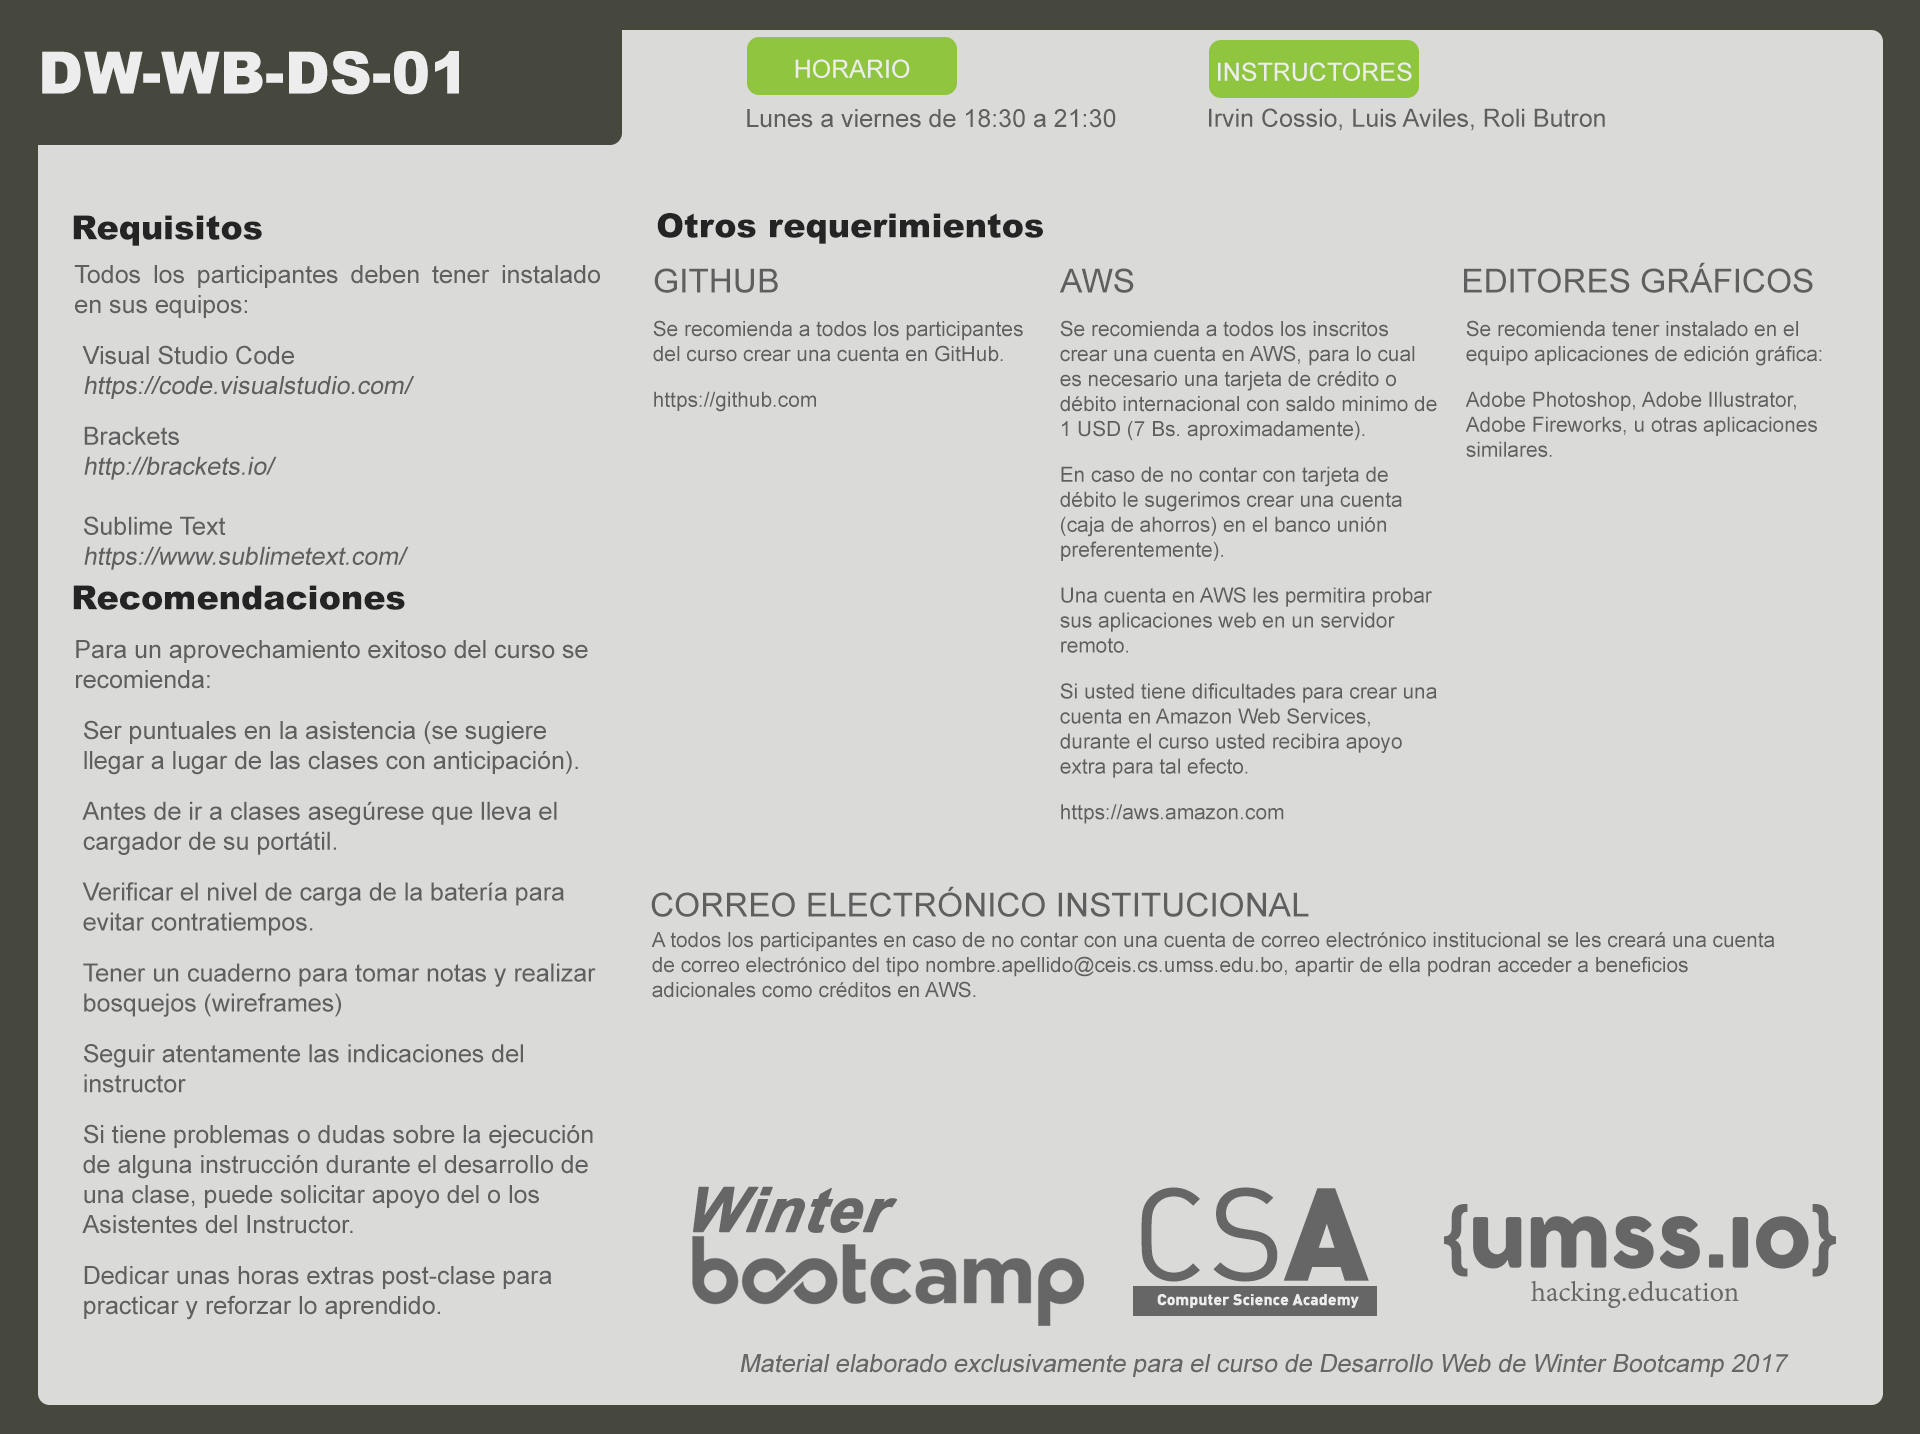 DW-WB-DS-01
HORARIO
Lunes a viernes de 18:30 a 21:30
INSTRUCTORES
Irvin Cossio, Luis Aviles, Roli Butron
Requisitos
Todos los participantes deben tener instalado
en sus equipos:
Visual Studio Code
https://code.visualstudio.com/
Brackets
http://brackets.io/
Sublime Text
https://www.sublimetext.com/
Recomendaciones
Para un aprovechamiento exitoso del curso se
recomienda:
Ser puntuales en la asistencia (se sugiere
llegar a lugar de las clases con anticipación).
Antes de ir a clases asegúrese que lleva el
cargador de su portátil.
Verificar el nivel de carga de la batería para
evitar contratiempos.
Tener un cuaderno para tomar notas y realizar
bosquejos (wireframes)
Seguir atentamente las indicaciones del
instructor
Si tiene problemas o dudas sobre la ejecución
de alguna instrucción durante el desarrollo de
una clase, puede solicitar apoyo del o los
Asistentes del Instructor.
Dedicar unas horas extras post-clase para
practicar y reforzar lo aprendido.
Otros requerimientos
GITHUB
Se recomienda a todos los participantes
del curso crear una cuenta en GitHub.
https://github.com
AWS
Se recomienda a todos los inscritos
crear una cuenta en AWS, para lo cual
es necesario una tarjeta de crédito o
débito internacional con saldo minimo de
1 USD (7 Bs. aproximadamente).
En caso de no contar con tarjeta de
débito le sugerimos crear una cuenta
(caja de ahorros) en el banco unión
preferentemente).
Una cuenta en AWS les permitira probar
sus aplicaciones web en un servidor
remoto.
Si usted tiene dificultades para crear una
cuenta en Amazon Web Services,
durante el curso usted recibira apoyo
extra para tal efecto.
https://aws.amazon.com
EDITORES GRÁFICOS
Se recomienda tener instalado en el
equipo aplicaciones de edición gráfica:
Adobe Photoshop, Adobe Illustrator,
Adobe Fireworks, u otras aplicaciones
similares.
CORREO ELECTRÓNICO INSTITUCIONAL
A todos los participantes en caso de no contar con una cuenta de correo electrónico institucional se les creará una cuenta
de correo electrónico del tipo nombre.apellido@ceis.cs.umss.edu.bo, apartir de ella podran acceder a beneficios
adicionales como créditos en AWS.
Winter
bootcamp
CSA
Computer Science Academy
{umss.io}
hacking.education
Material elaborado exclusivamente para el curso de Desarrollo Web de Winter Bootcamp 2017